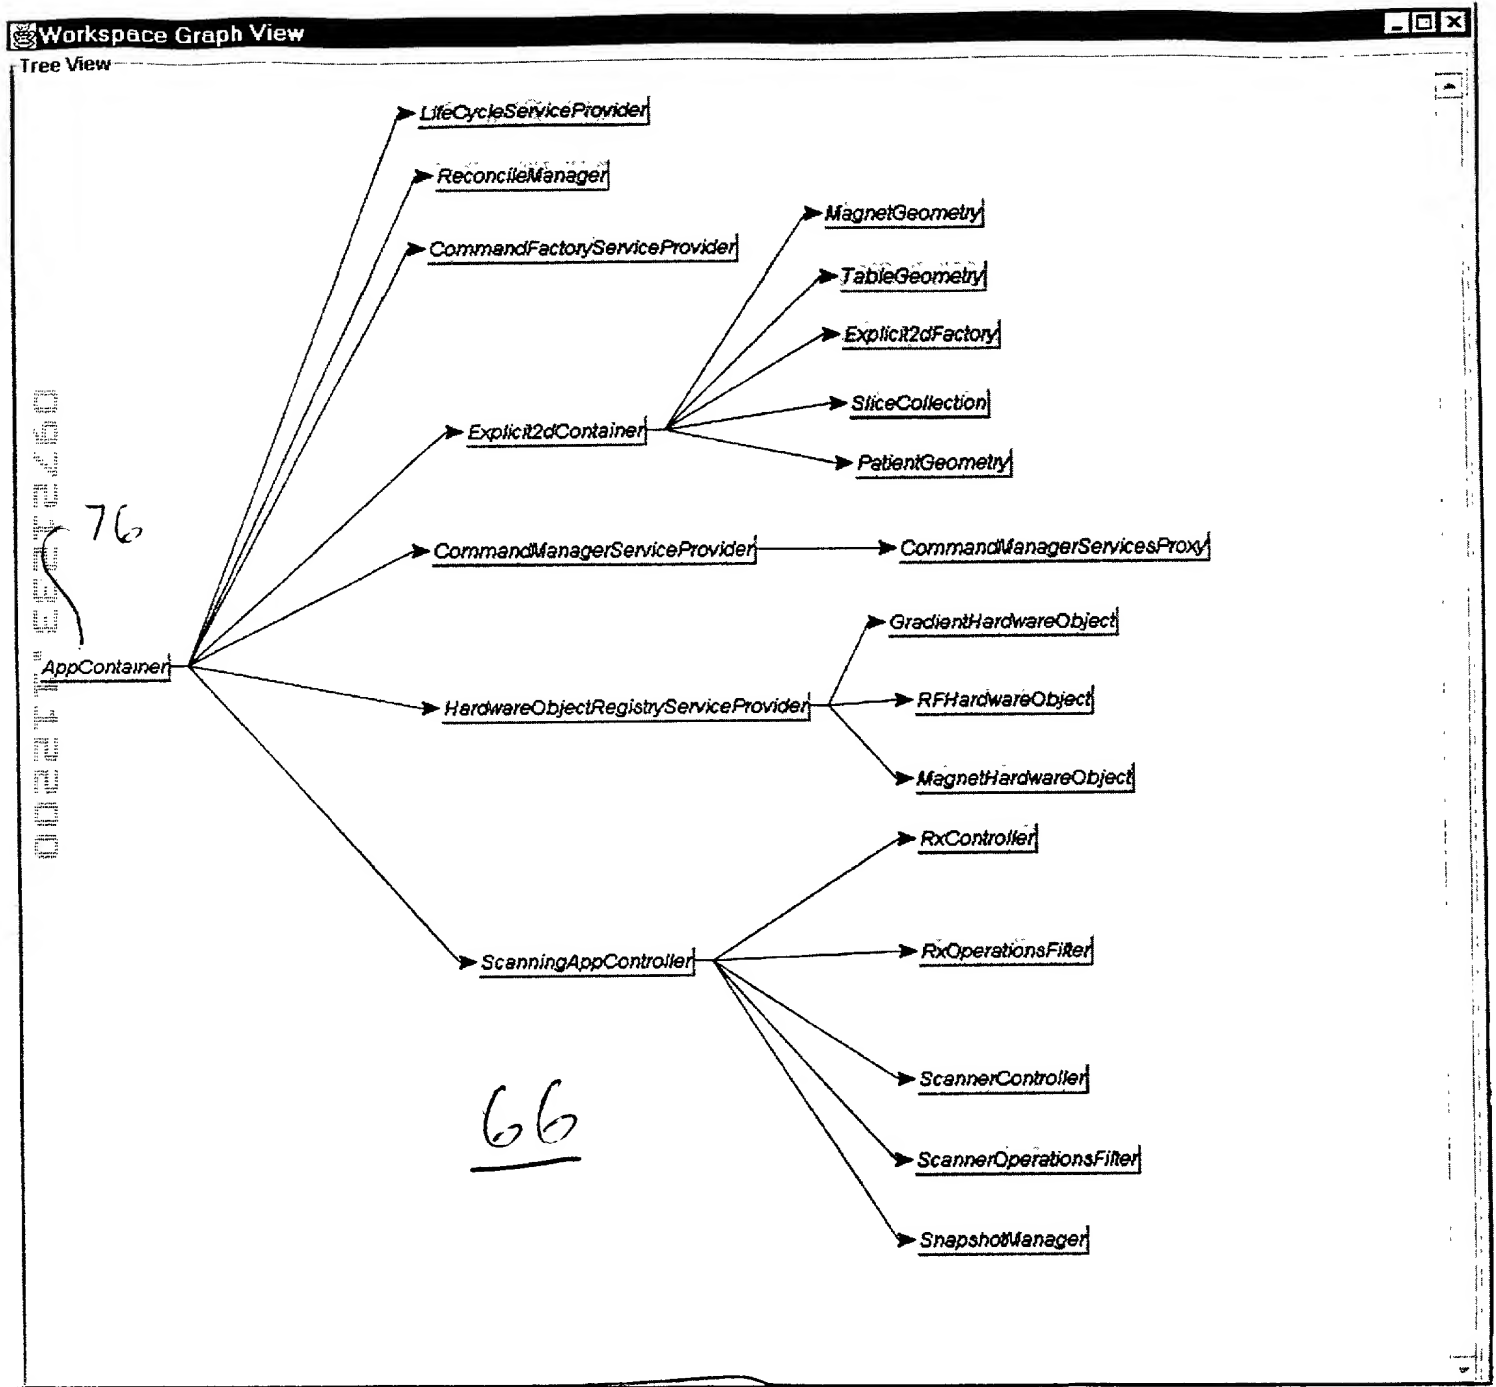 Workspace Graph View
Tree View
LifeCycleServiceProvider
ReconcileManager
CommandFactoryServiceProvider
MagnetGeometry
TableGeometry
Explicit2dFactory
SliceCollection
PatientGeometry
Explicit2dContainer
CommandManagerServiceProvider
CommandManagerServicesProxy
76
AppContainer
GradientHardwareObject
RFHardwareObject
MagnetHardwareObject
HardwareObjectRegistryServiceProvider
RxController
RxOperationsFilter
ScanningAppController
ScannerController
ScannerOperationsFilter
SnapshotManager
66